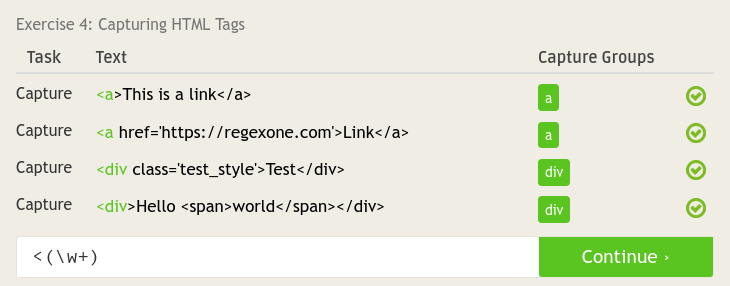 Exercise 4: Capturing HTML Tags
Task Text Capture Groups
Capture <a>This is a link</a> a
Capture <a href='https://regexone.com'>Link</a> a
Capture <div class='test_style'>Test</div> div
Capture <div>Hello <span>world</span></div> div
<(\w+) Continue ›